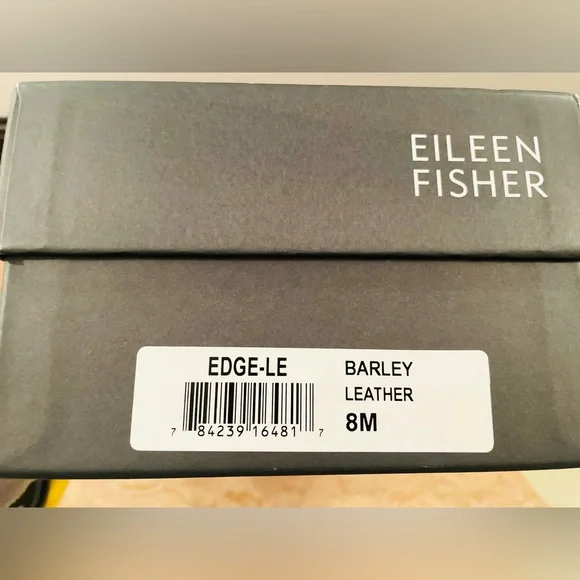 EILEEN
FISHER
EDGE-LE
7 84239 16481 7
BARLEY
LEATHER
8M